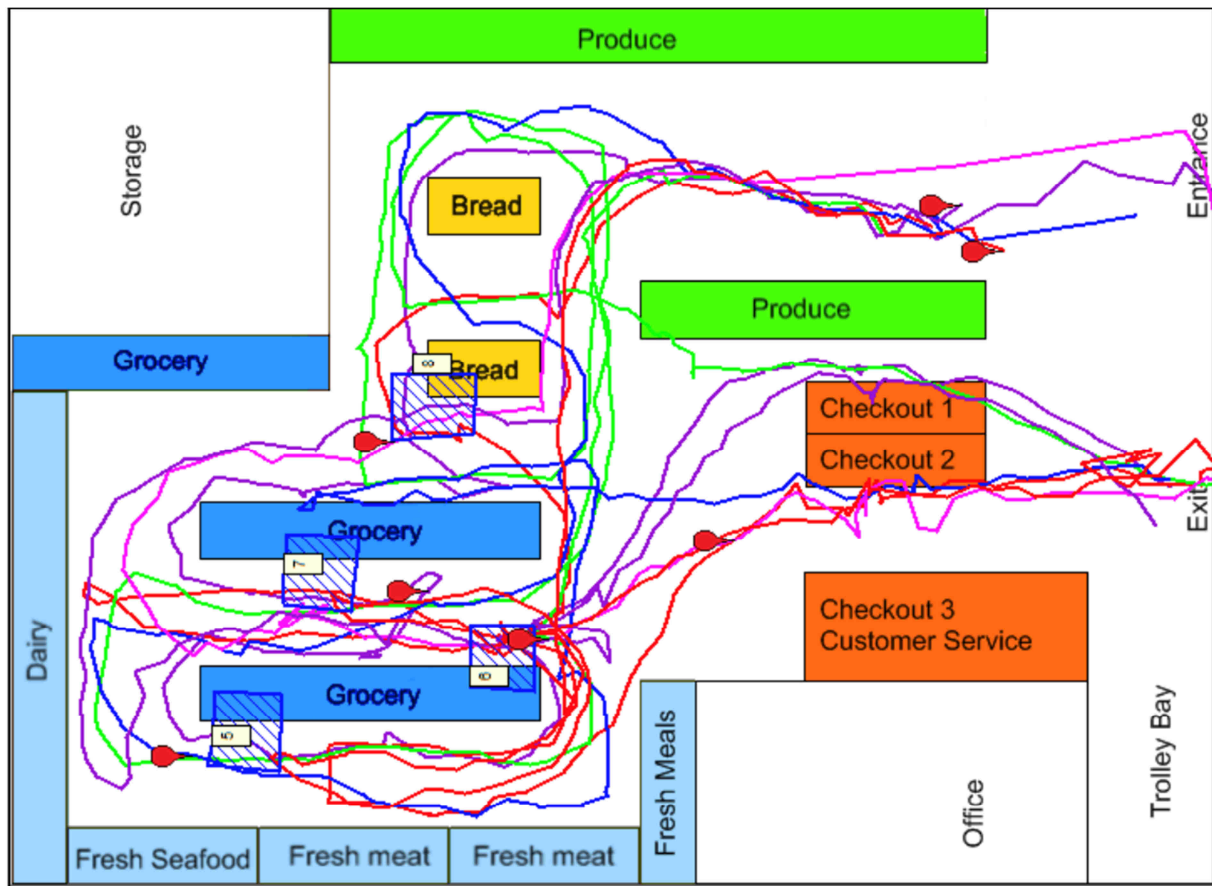 Produce
Storage
Entrance
Bread
Produce
Grocery
8
Bread
Checkout 1
Checkout 2
Exit
Grocery
7
Checkout 3
Customer Service
Dairy
6
Grocery
5
Fresh Meals
Office
Trolley Bay
Fresh Seafood
Fresh meat
Fresh meat